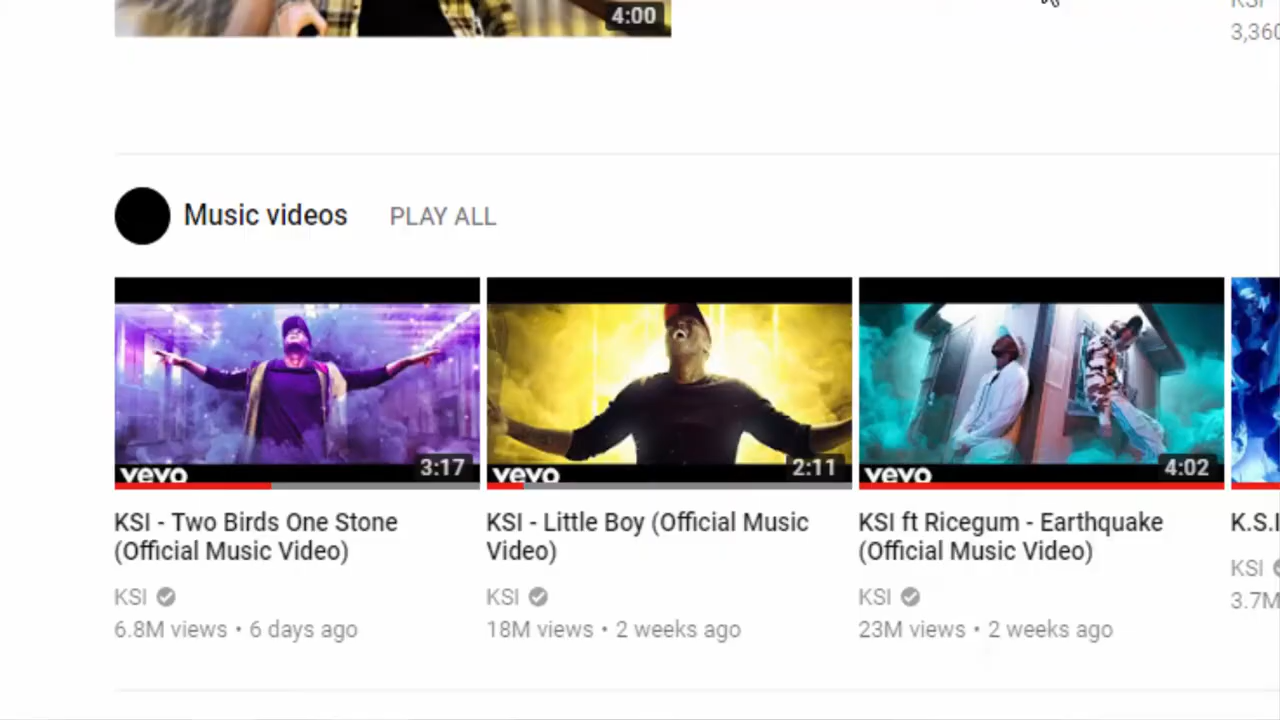 4:00
KSI
3,360
Music videos PLAY ALL
vevo 3:17
vevo 2:11
vevo 4:02
KSI - Two Birds One Stone
(Official Music Video)
KSI
6.8M views • 6 days ago
KSI - Little Boy (Official Music
Video)
KSI
18M views • 2 weeks ago
KSI ft Ricegum - Earthquake
(Official Music Video)
KSI
23M views • 2 weeks ago
K.S.I
KSI
3.7M